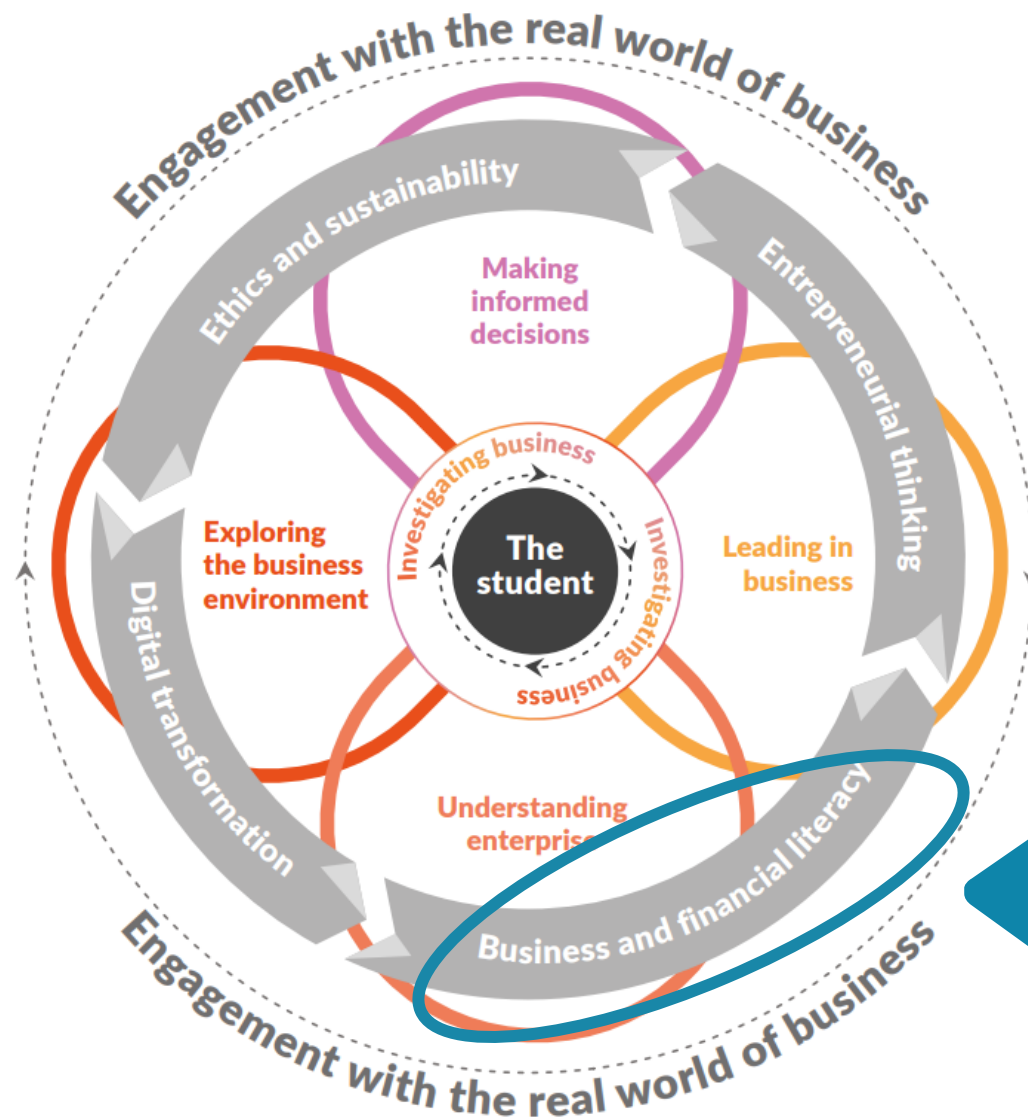 Engagement with the real world of business
Ethics and sustainability
Entrepreneurial thinking
Making
informed
decisions
Investigating business
Investigating business
The
student
Exploring
the business
environment
Leading in
business
Digital transformation
Understanding
Business and financial literacy
Engagement with the real world of business